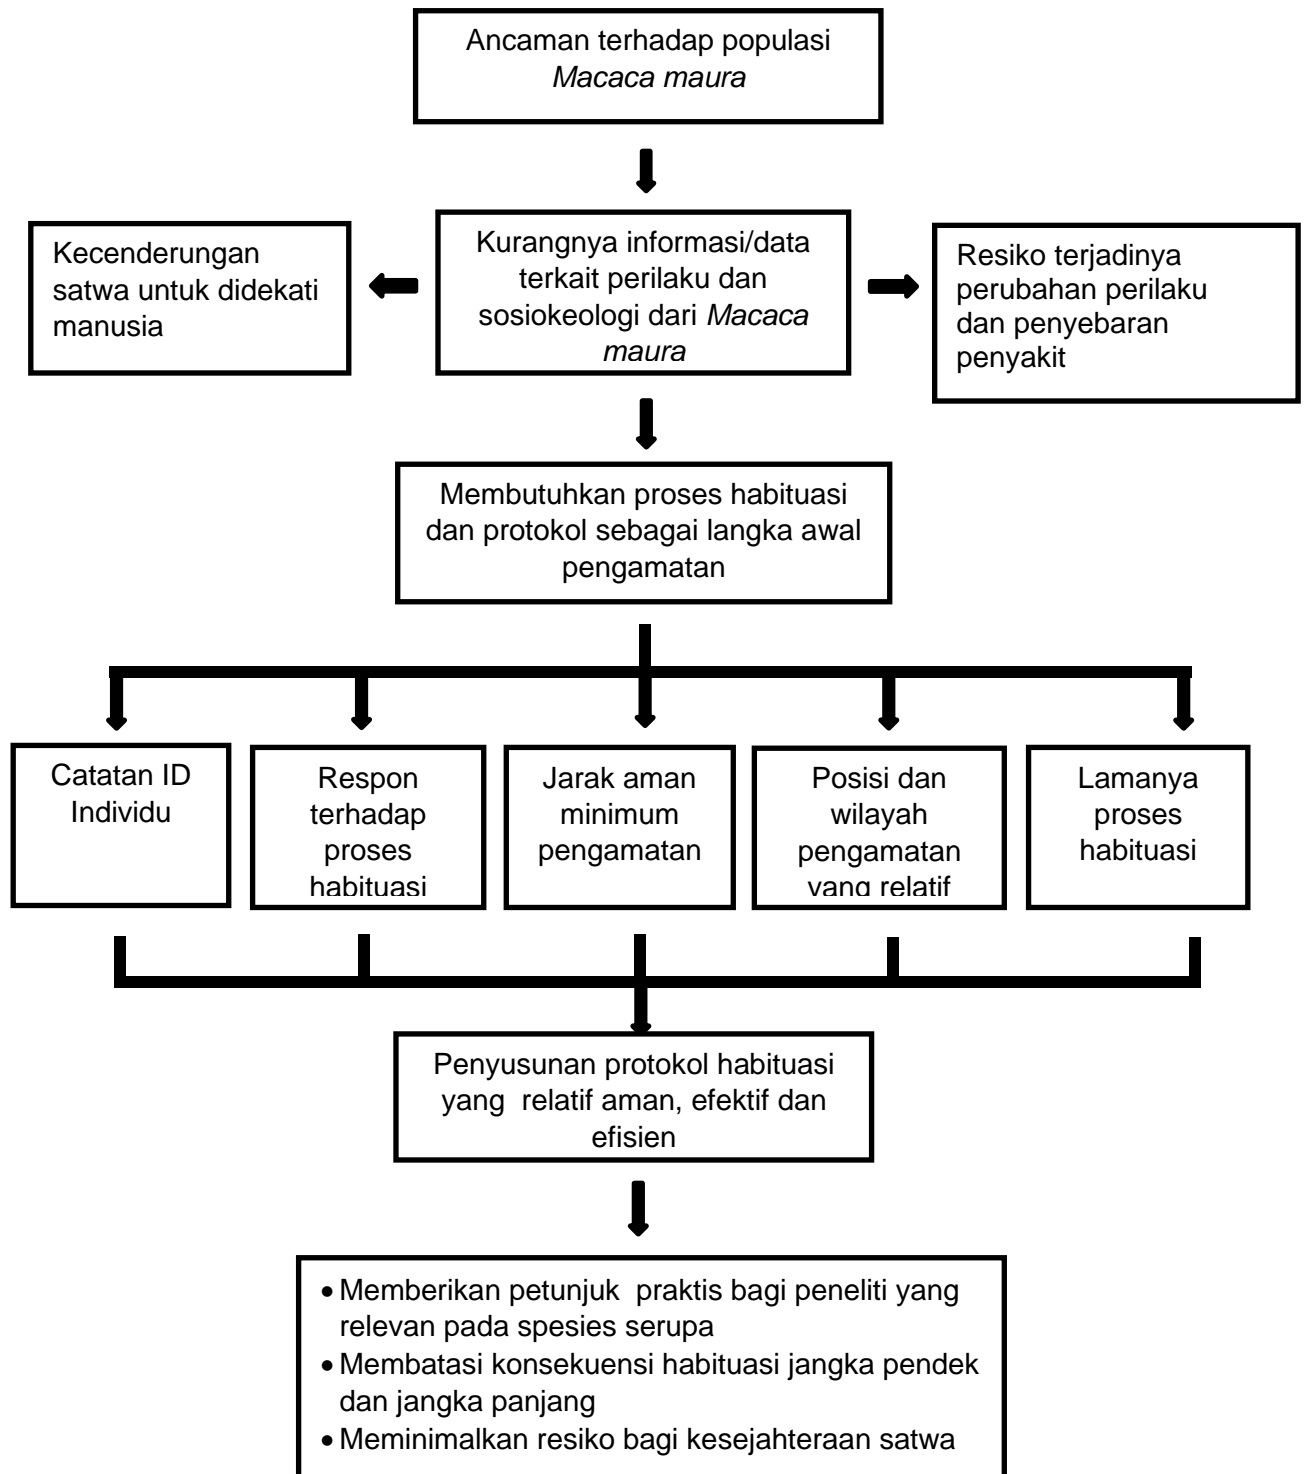 Ancaman terhadap populasi
Macaca maura
Kecenderungan
satwa untuk didekati
manusia
Kurangnya informasi/data
terkait perilaku dan
sosiokeologi dari Macaca
maura
Resiko terjadinya
perubahan perilaku
dan penyebaran
penyakit
Membutuhkan proses habituasi
dan protokol sebagai langka awal
pengamatan
Catatan ID
Individu
Respon
terhadap
proses
habituasi
Jarak aman
minimum
pengamatan
Posisi dan
wilayah
pengamatan
yang relatif
Lamanya
proses
habituasi
Penyusunan protokol habituasi
yang relatif aman, efektif dan
efisien
• Memberikan petunjuk praktis bagi peneliti yang
relevan pada spesies serupa
• Membatasi konsekuensi habituasi jangka pendek
dan jangka panjang
• Meminimalkan resiko bagi kesejahteraan satwa